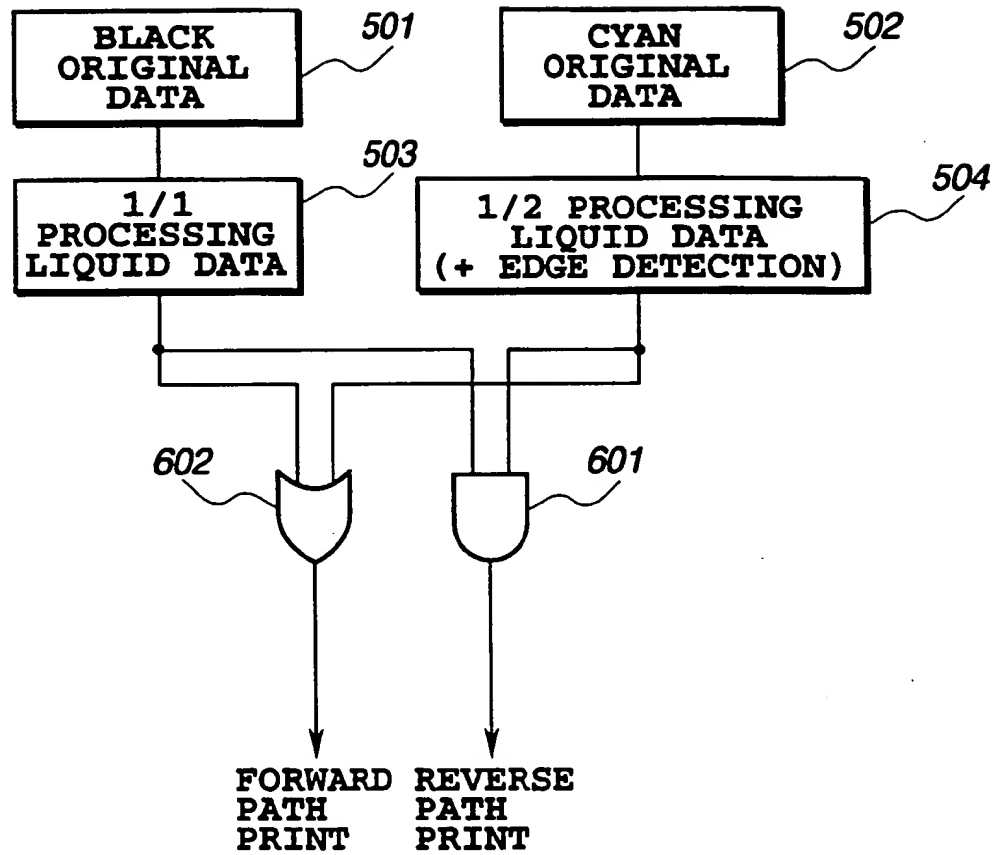 BLACK
ORIGINAL
DATA
501
CYAN
ORIGINAL
DATA
502
1/1
PROCESSING
LIQUID DATA
503
1/2 PROCESSING
LIQUID DATA
(+ EDGE DETECTION)
504
602
601
FORWARD
PATH
PRINT
REVERSE
PATH
PRINT